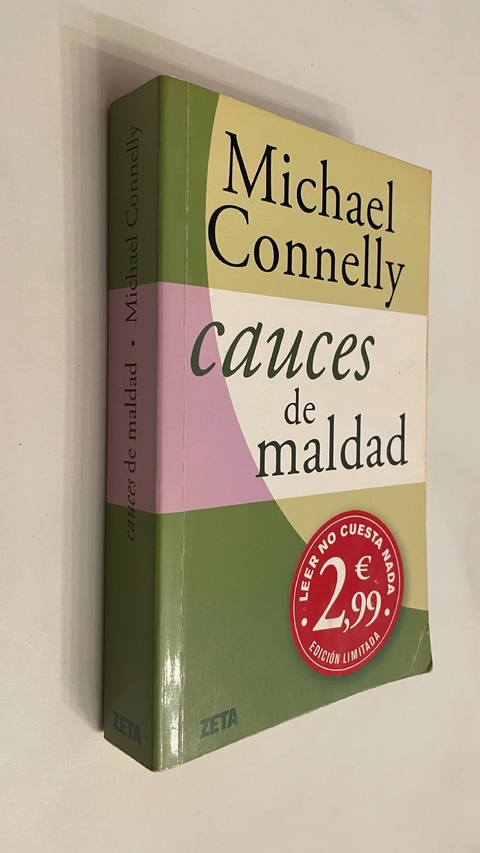 Michael
Connelly
cauces
de
maldad
LEER NO CUESTA NADA
2,99 €
EDICIÓN LIMITADA
ZETA
cauces de maldad • Michael Connelly
ZETA